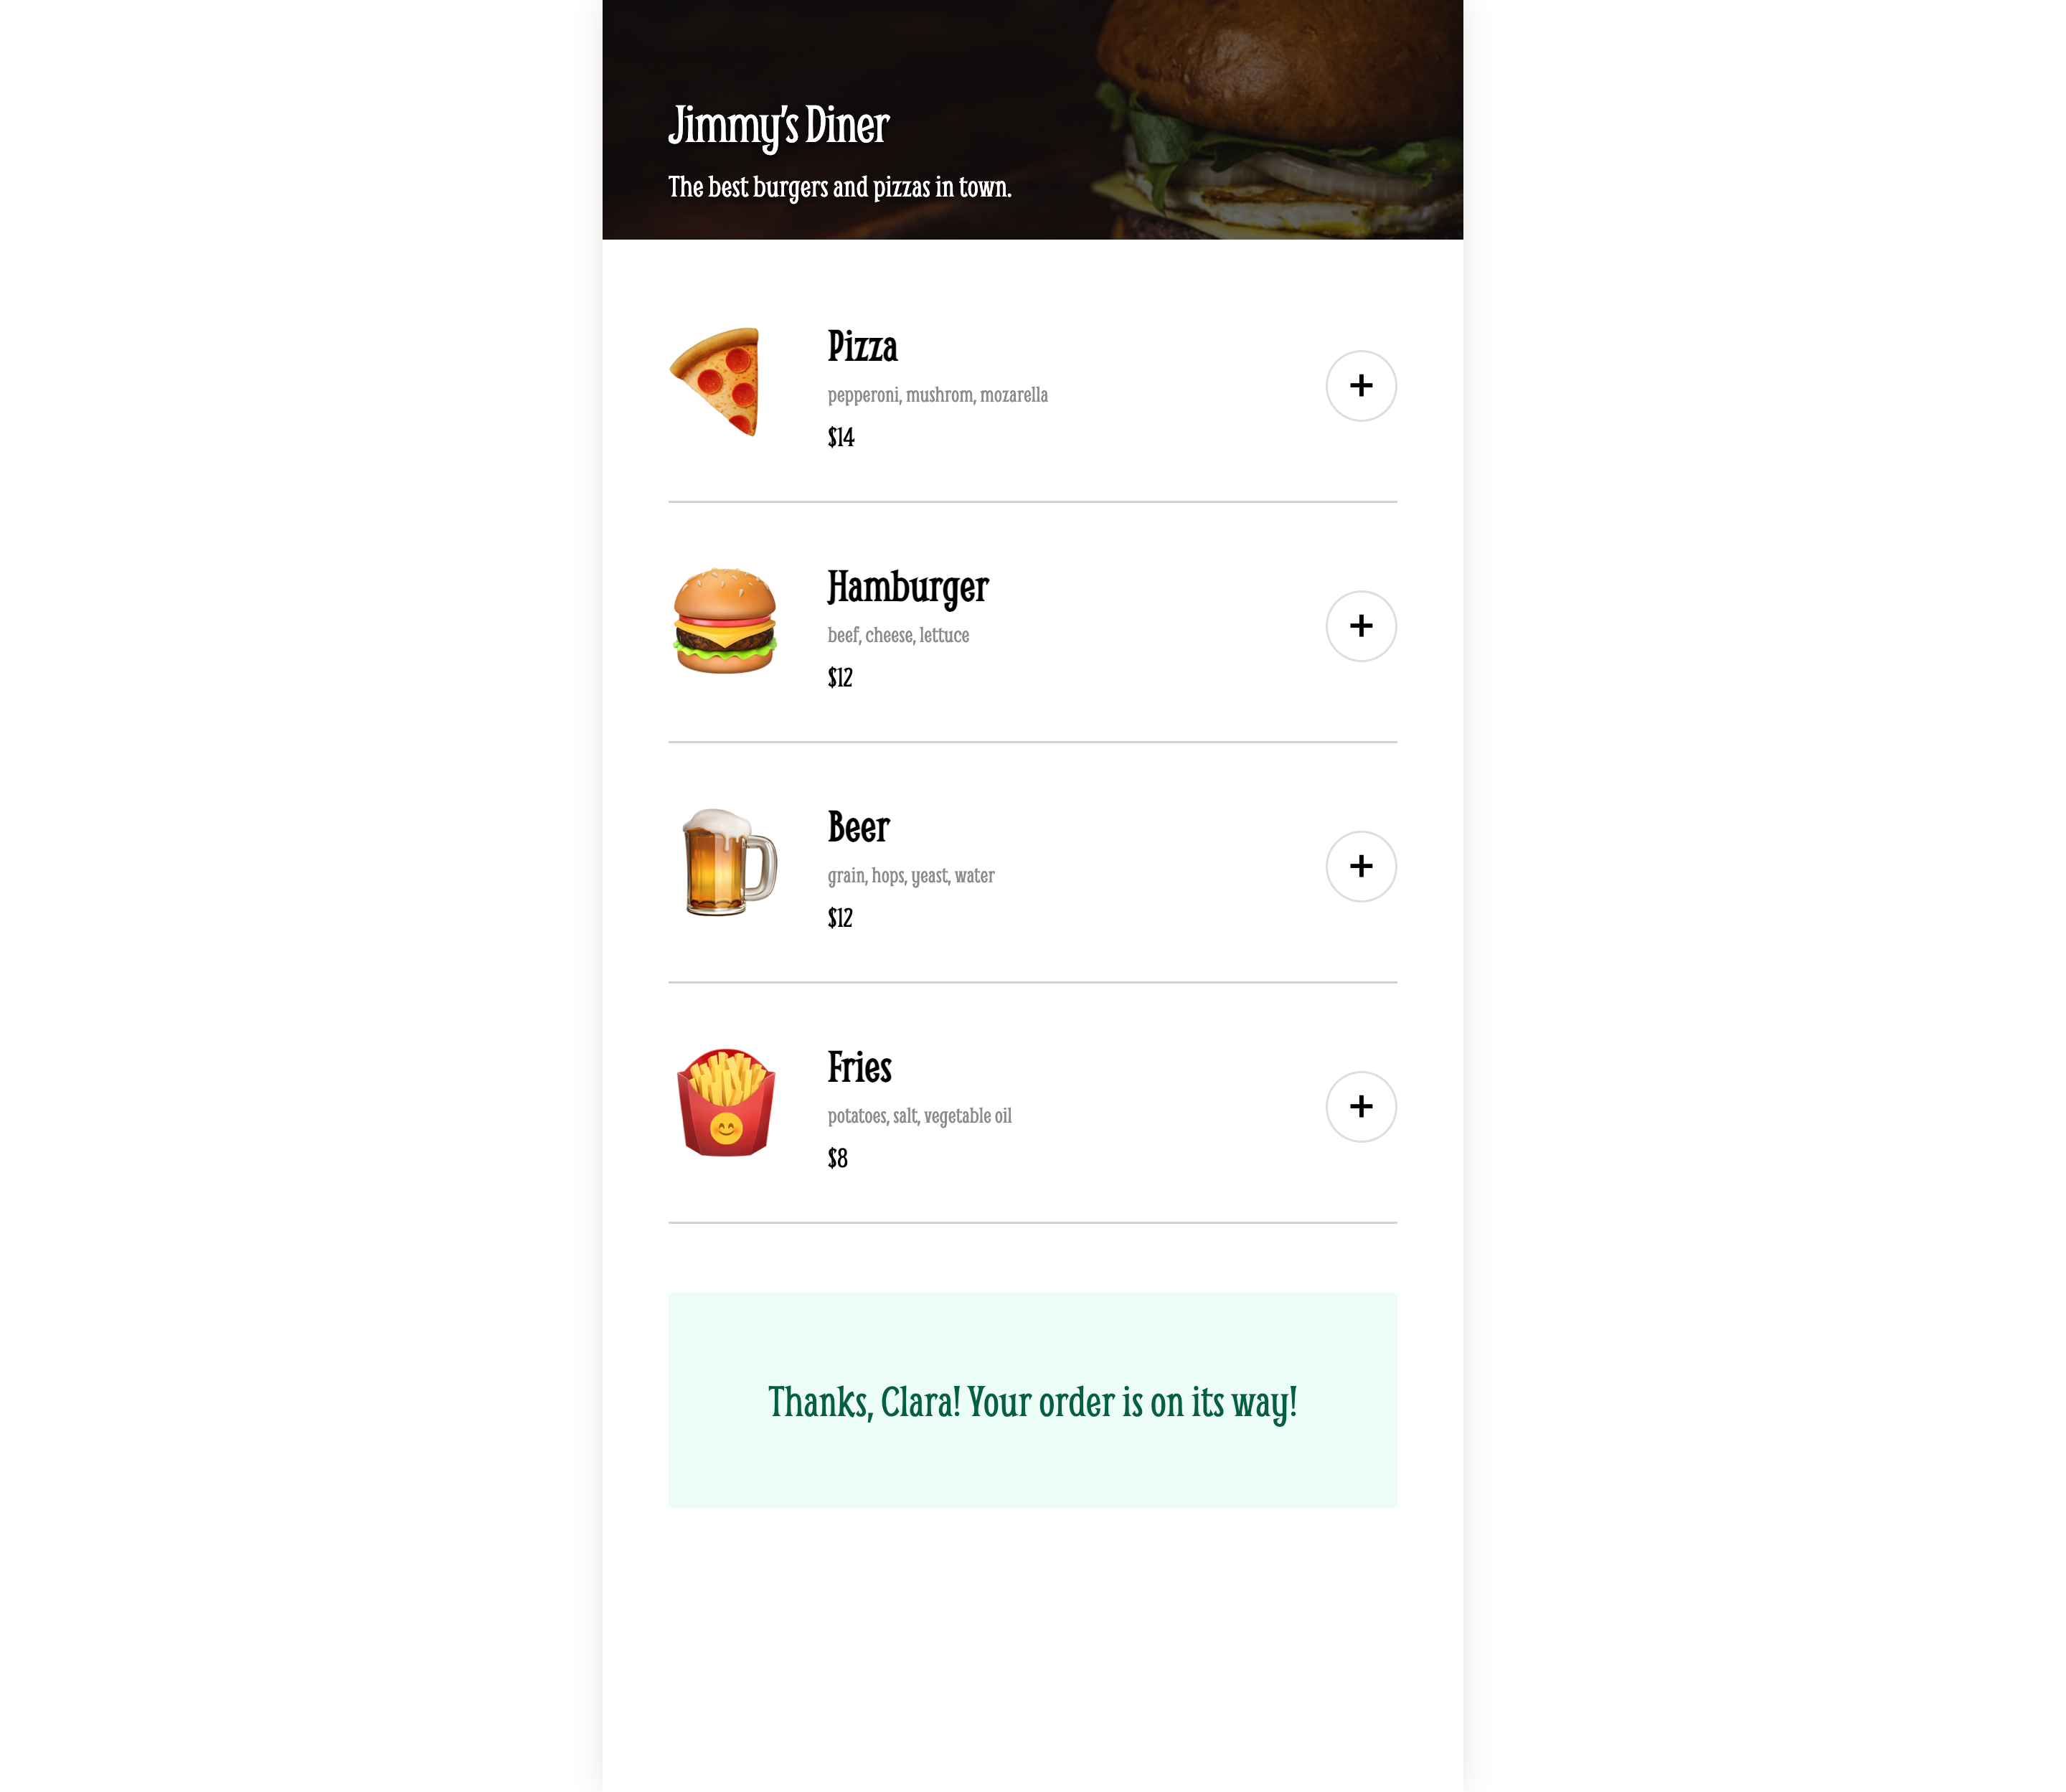 Jimmy's Diner
The best burgers and pizzas in town.
Pizza
pepperoni, mushrom, mozarella
$14
+
Hamburger
beef, cheese, lettuce
$12
+
Beer
grain, hops, yeast, water
$12
+
Fries
potatoes, salt, vegetable oil
$8
+
Thanks, Clara! Your order is on its way!